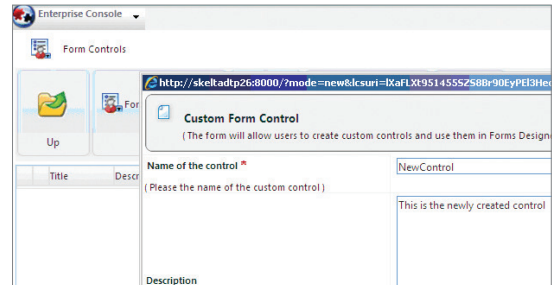 Enterprise Console
Form Controls
Up
For
Title Descr
http://skeltadtp26:8000/?mode=new&lcsuri=
Custom Form Control
(The form will allow users to create custom controls and use them in Forms Designe
Name of the control *
(Please the name of the custom control)
NewControl
This is the newly created control
Description